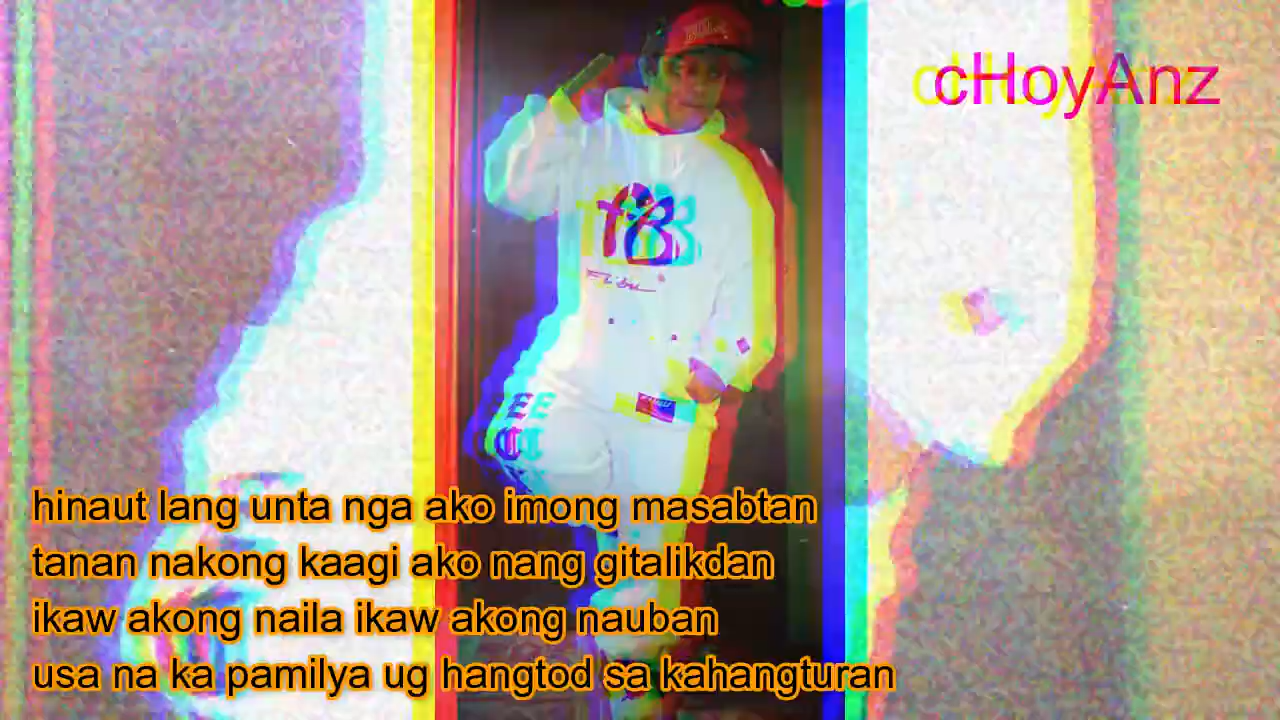 cHoyAnz
fB
hinaut lang unta nga ako imong masabtan
tanan nakong kaagi ako nang gitalikdan
ikaw akong naila ikaw akong nauban
usa na ka pamilya ug hangtod sa kahangturan